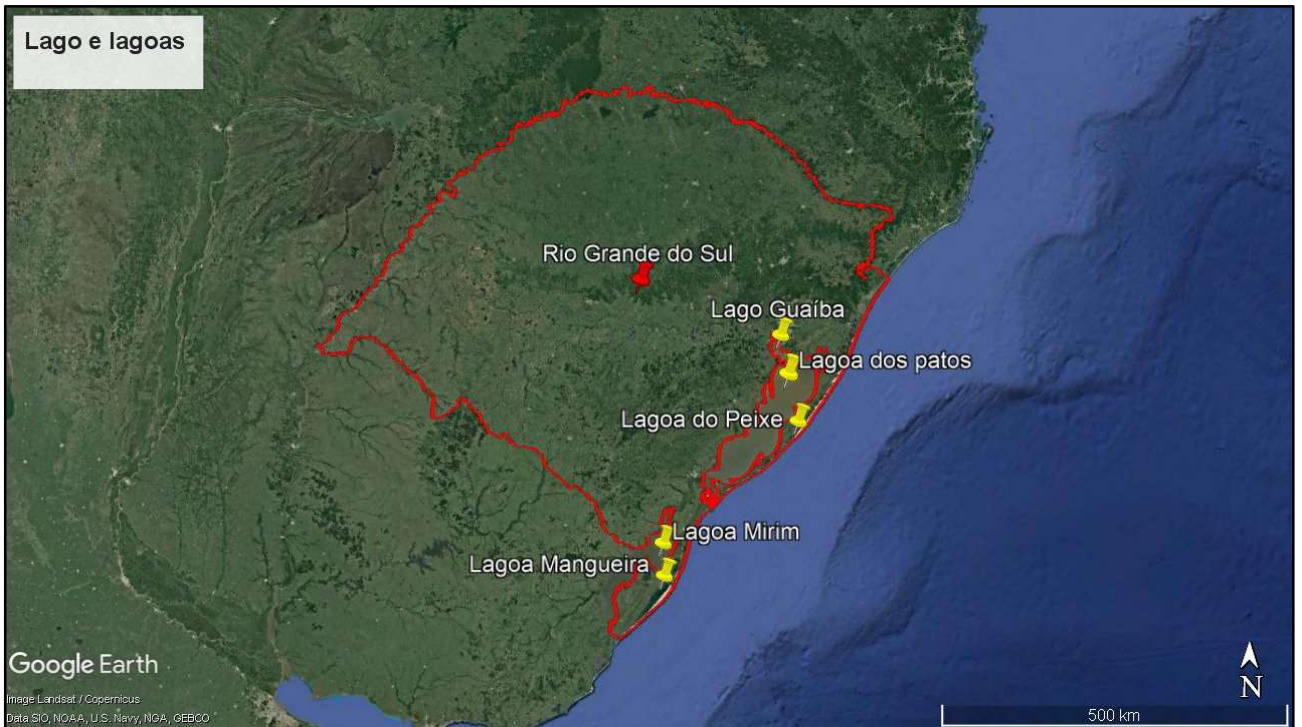 Lago e lagoas
Rio Grande do Sul
Lago Guaíba
Lagoa dos patos
Lagoa do Peixe
Lagoa Mirim
Lagoa Mangueira
Google Earth
Image Landsat / Copernicus
Data SIO, NOAA, U.S. Navy, NGA, GEBCO
N
500 km